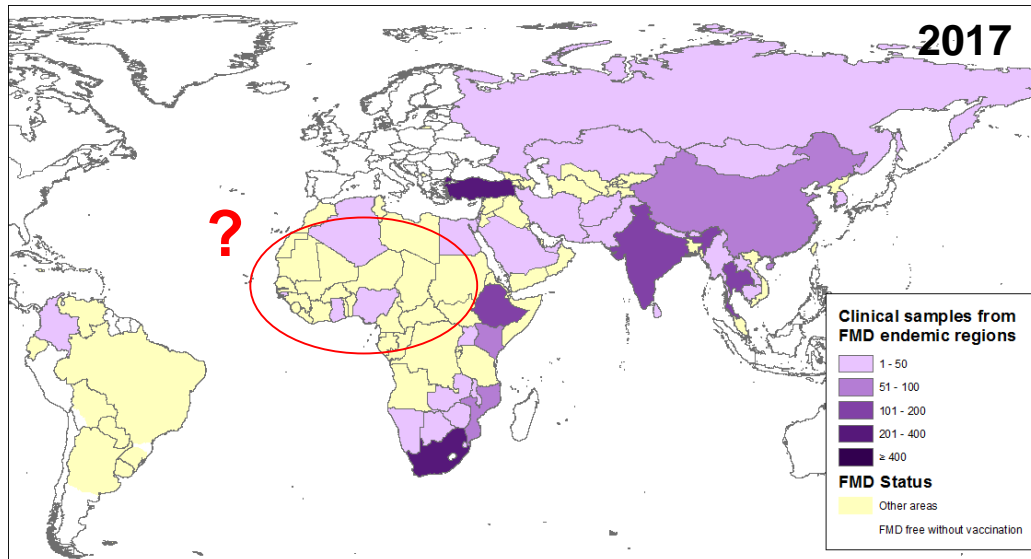 2017
?
Clinical samples from
FMD endemic regions
1 - 50
51 - 100
101 - 200
201 - 400
≥ 400
FMD Status
Other areas
FMD free without vaccination